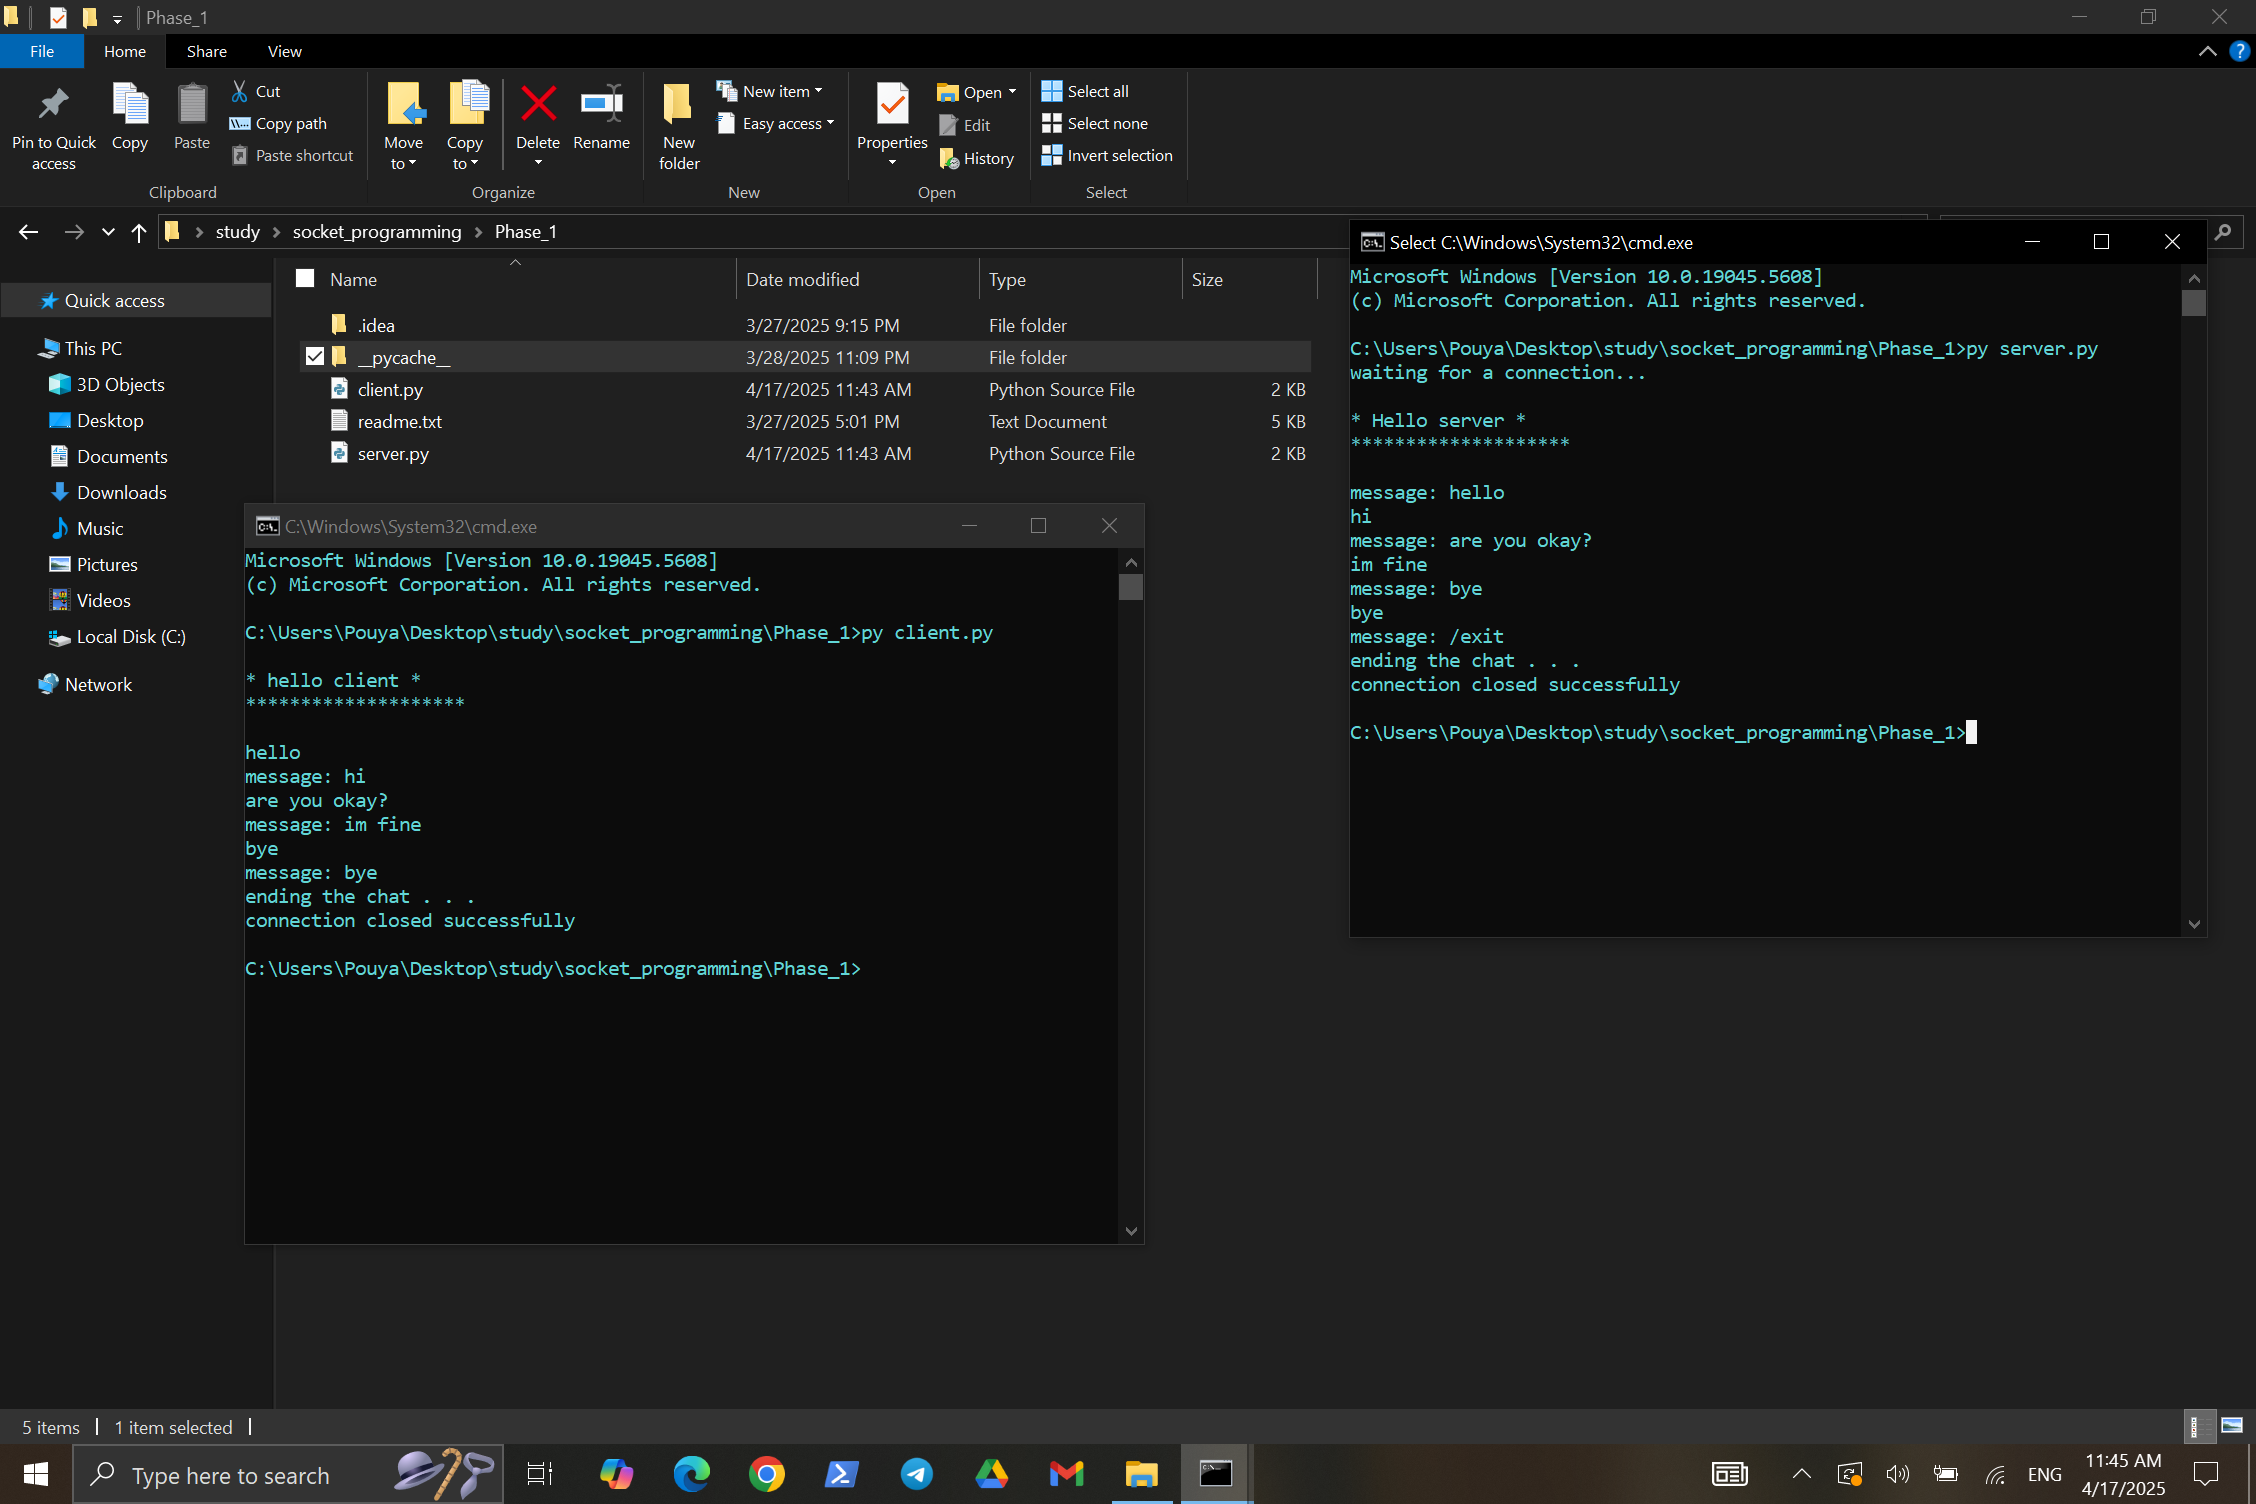 Phase_1
File
Home
Share
View
Pin to Quick access
Copy
Paste
Cut
Copy path
Paste shortcut
Clipboard
Move to
Copy to
Delete
Rename
Organize
New folder
New item
Easy access
New
Properties
Open
Edit
History
Open
Select all
Select none
Invert selection
Select
study
socket_programming
Phase_1
Quick access
This PC
3D Objects
Desktop
Documents
Downloads
Music
Pictures
Videos
Local Disk (C:)
Network
Name
Date modified
Type
Size
.idea 3/27/2025 9:15 PM File folder
__pycache__ 3/28/2025 11:09 PM File folder
client.py 4/17/2025 11:43 AM Python Source File 2 KB
readme.txt 3/27/2025 5:01 PM Text Document 5 KB
server.py 4/17/2025 11:43 AM Python Source File 2 KB
C:\Windows\System32\cmd.exe
Microsoft Windows [Version 10.0.19045.5608]
(c) Microsoft Corporation. All rights reserved.
C:\Users\Pouya\Desktop\study\socket_programming\Phase_1>py client.py
* hello client *
********************
hello
message: hi
are you okay?
message: im fine
bye
message: bye
ending the chat . . .
connection closed successfully
C:\Users\Pouya\Desktop\study\socket_programming\Phase_1>
Select C:\Windows\System32\cmd.exe
Microsoft Windows [Version 10.0.19045.5608]
(c) Microsoft Corporation. All rights reserved.
C:\Users\Pouya\Desktop\study\socket_programming\Phase_1>py server.py
waiting for a connection...
* Hello server *
********************
message: hello
hi
message: are you okay?
im fine
message: bye
bye
message: /exit
ending the chat . . .
connection closed successfully
C:\Users\Pouya\Desktop\study\socket_programming\Phase_1>
5 items
1 item selected
Type here to search
ENG
11:45 AM
4/17/2025